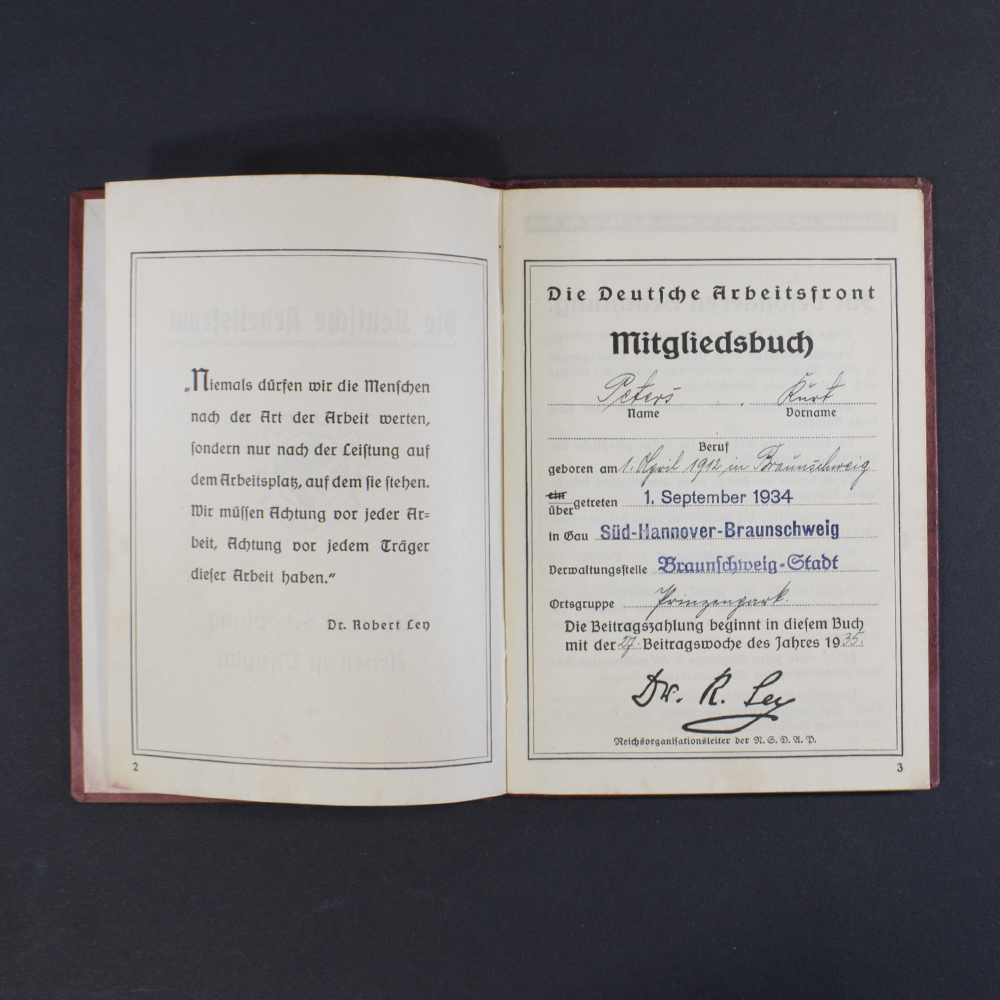 „Niemals dürfen wir die Menschen
nach der Art der Arbeit werten,
sondern nur nach der Leistung auf
dem Arbeitsplatz, auf dem sie stehen.
Wir müssen Achtung vor jeder Ar=
beit, Achtung vor jedem Träger
dieser Arbeit haben.“
Dr. Robert Ley
2
Die Deutsche Arbeitsfront
Mitgliedsbuch
Peters, Kurt
Name Vorname
Beruf
geboren am 1. April 1912 in Braunschweig
ein
übergetreten 1. September 1934
in Gau Süd-Hannover-Braunschweig
Verwaltungsstelle Braunschweig-Stadt
Ortsgruppe Prinzenpark.
Die Beitragszahlung beginnt in diesem Buch
mit der 27. Beitragswoche des Jahres 1935.
Dr. R. Ley
Reichsorganisationsleiter der N. S. D. A. P.
3